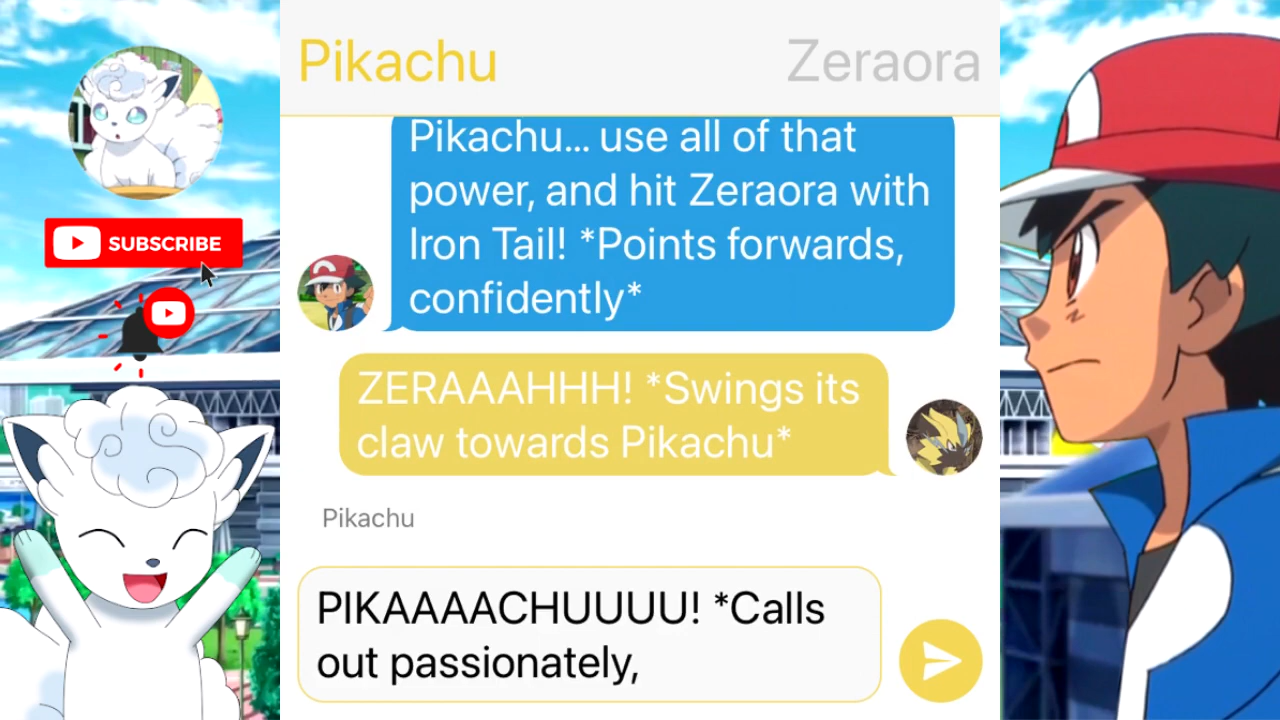 Pikachu
Zeraora
Pikachu... use all of that
power, and hit Zeraora with
Iron Tail! *Points forwards,
confidently*
SUBSCRIBE
ZERAAAHHH! *Swings its
claw towards Pikachu*
Pikachu
PIKAAAACHUUUU! *Calls
out passionately,